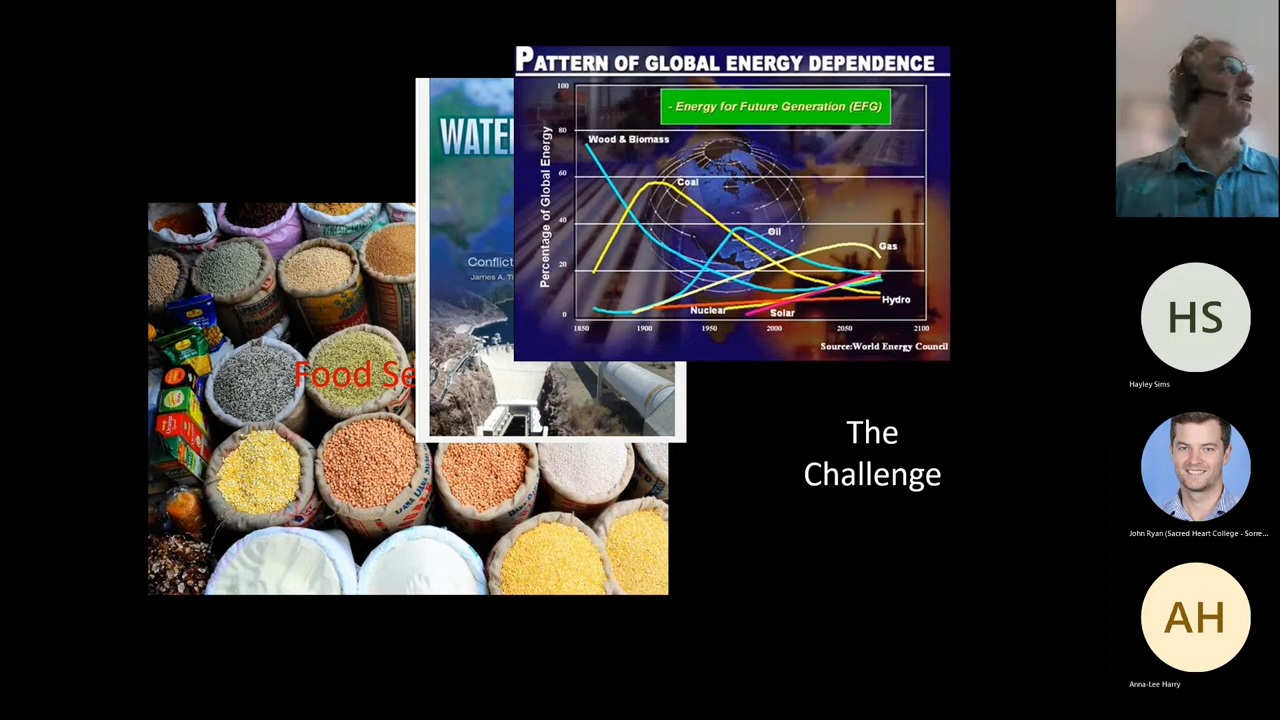 PATTERN OF GLOBAL ENERGY DEPENDENCE
- Energy for Future Generation (EFG)
Percentage of Global Energy
100
80
60
40
20
0
Wood & Biomass
Coal
Oil
Gas
Hydro
Nuclear
Solar
1850
1900
1950
2000
2050
2100
Source:World Energy Council
WATE
Conflict
James A. Ti
Food Se
The
Challenge
HS
Hayley Sims
John Ryan (Sacred Heart College - Sorre...
AH
Anna-Lee Harry